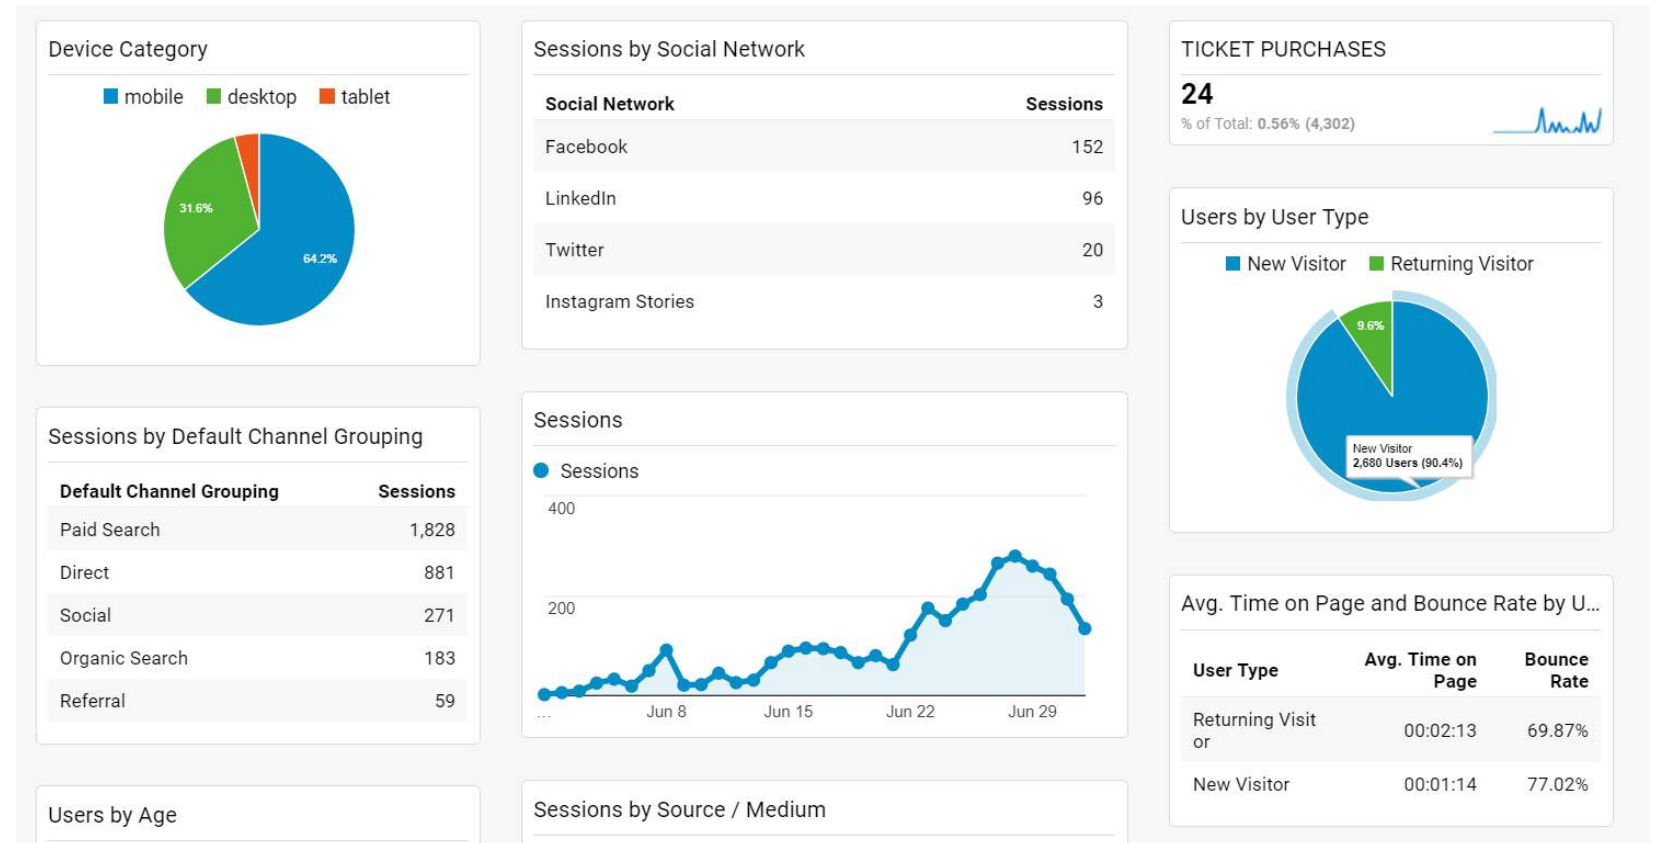 Device Category
mobile desktop tablet
31.6%
64.2%
Sessions by Default Channel Grouping
Default Channel Grouping Sessions
Paid Search 1,828
Direct 881
Social 271
Organic Search 183
Referral 59
Users by Age
Sessions by Social Network
Social Network Sessions
Facebook 152
LinkedIn 96
Twitter 20
Instagram Stories 3
Sessions
Sessions
400
200
... Jun 8 Jun 15 Jun 22 Jun 29
Sessions by Source / Medium
TICKET PURCHASES
24
% of Total: 0.56% (4,302)
Users by User Type
New Visitor Returning Visitor
9.6%
New Visitor
2,680 Users (90.4%)
Avg. Time on Page and Bounce Rate by U...
User Type Avg. Time on Page Bounce Rate
Returning Visit
or 00:02:13 69.87%
New Visitor 00:01:14 77.02%